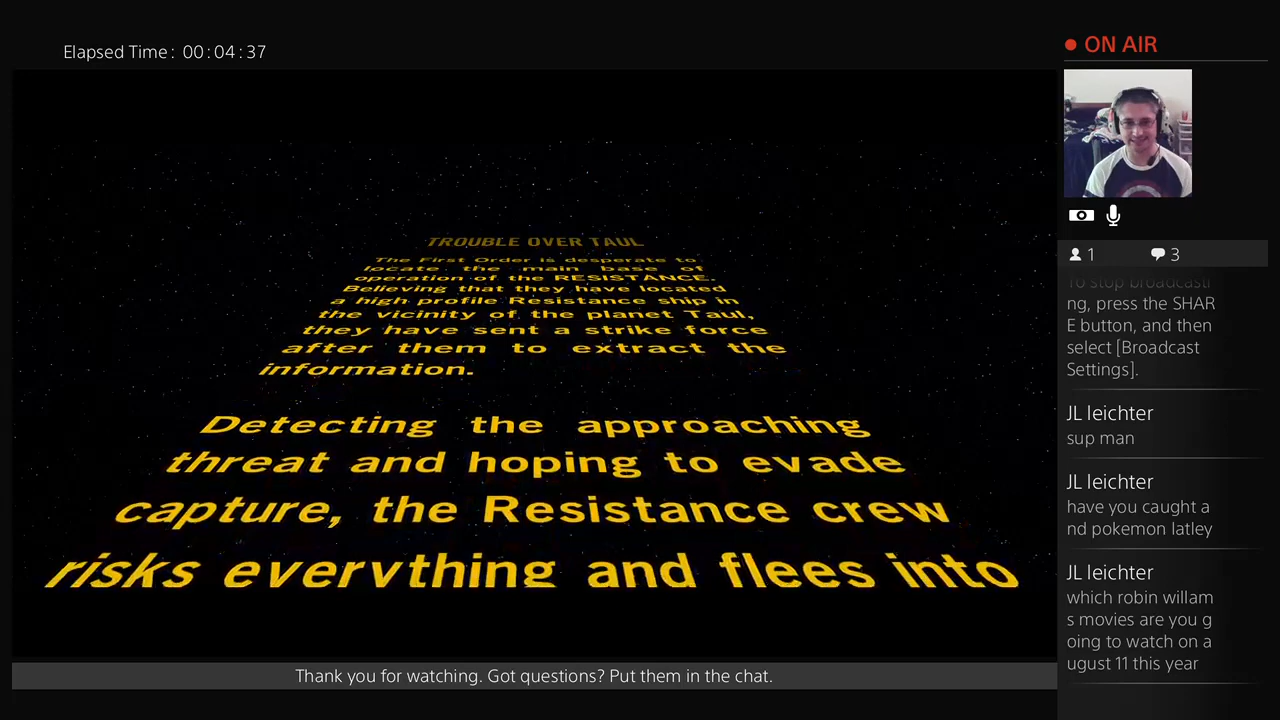 Elapsed Time: 00:04:37
ON AIR
TROUBLE OVER TAUL
The First Order is desperate to
locate the main base of
operation of the RESISTANCE.
Believing that they have located
a high profile Resistance ship in
the vicinity of the planet Taul,
they have sent a strike force
after them to extract the
information.
Detecting the approaching
threat and hoping to evade
capture, the Resistance crew
risks everything and flees into
Thank you for watching. Got questions? Put them in the chat.
1 3
To stop broadcasti
ng, press the SHAR
E button, and then
select [Broadcast
Settings].
JL leichter
sup man
JL leichter
have you caught a
nd pokemon latley
JL leichter
which robin willam
s movies are you g
oing to watch on a
ugust 11 this year